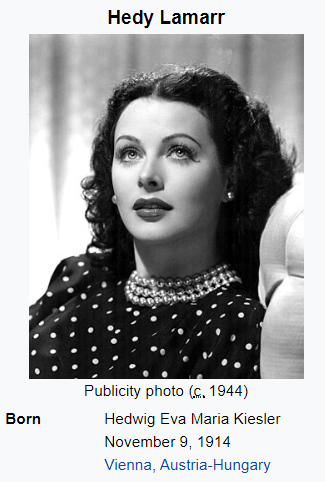 Hedy Lamarr
Publicity photo (c. 1944)
Born Hedwig Eva Maria Kiesler
November 9, 1914
Vienna, Austria-Hungary